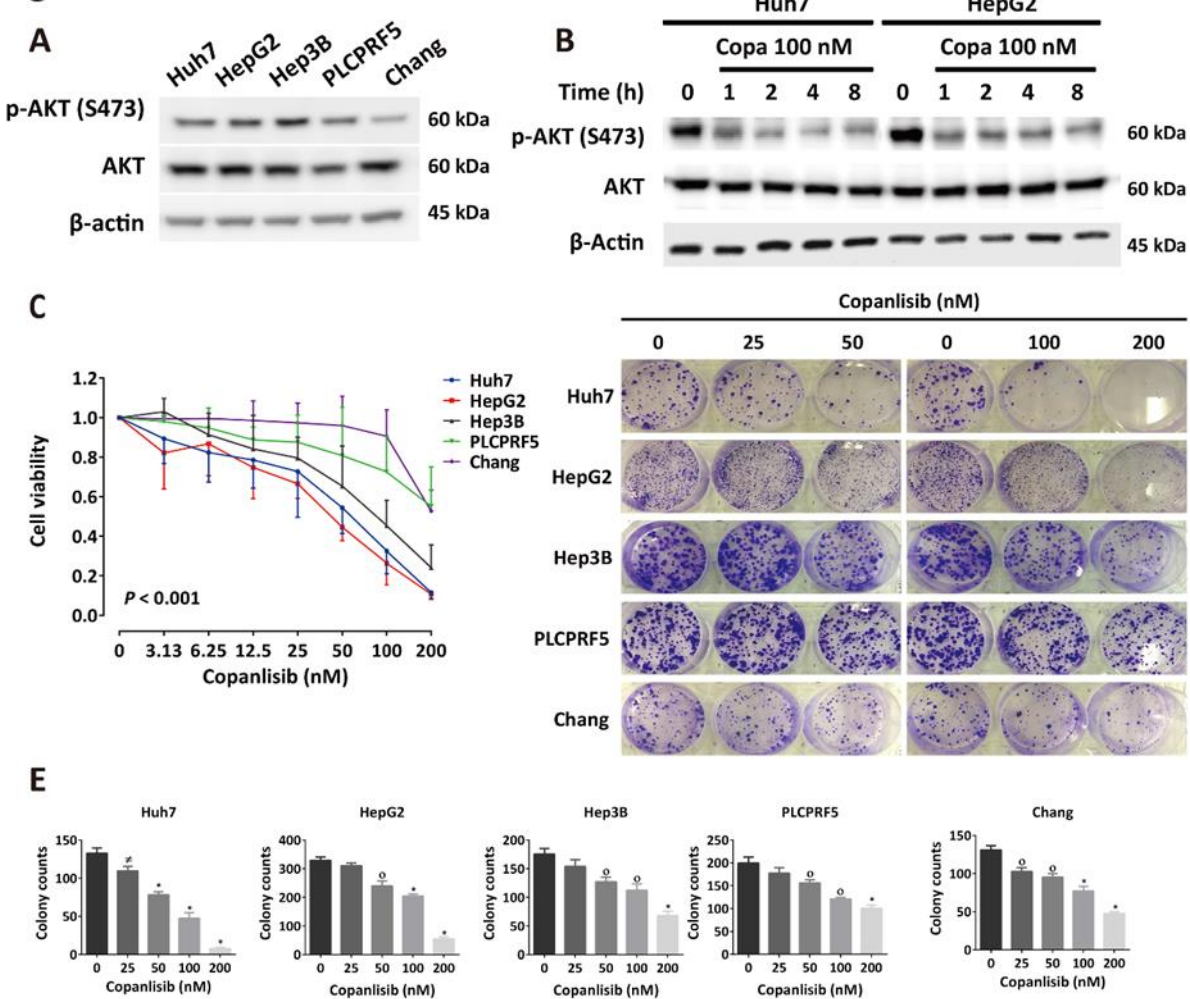 A
Huh7 HepG2 Hep3B PLCPRF5 Chang
p-AKT (S473) 60 kDa
AKT 60 kDa
β-actin 45 kDa
B
Huh7 HepG2
Copa 100 nM Copa 100 nM
Time (h) 0 1 2 4 8 0 1 2 4 8
p-AKT (S473) 60 kDa
AKT 60 kDa
β-Actin 45 kDa
C
Cell viability
1.2
1.0
0.8
0.6
0.4
0.2
0.0
P < 0.001
Huh7
HepG2
Hep3B
PLCPRF5
Chang
0 3.13 6.25 12.5 25 50 100 200
Copanlisib (nM)
Copanlisib (nM)
0 25 50 0 100 200
Huh7
HepG2
Hep3B
PLCPRF5
Chang
E
Huh7
Colony counts
150
100
50
0
≠ * * *
0 25 50 100 200
Copanlisib (nM)
HepG2
Colony counts
400
300
200
100
0
o * *
0 25 50 100 200
Copanlisib (nM)
Hep3B
Colony counts
200
150
100
50
0
o o *
0 25 50 100 200
Copanlisib (nM)
PLCPRF5
Colony counts
250
200
150
100
50
0
o o *
0 25 50 100 200
Copanlisib (nM)
Chang
Colony counts
150
100
50
0
o o * *
0 25 50 100 200
Copanlisib (nM)